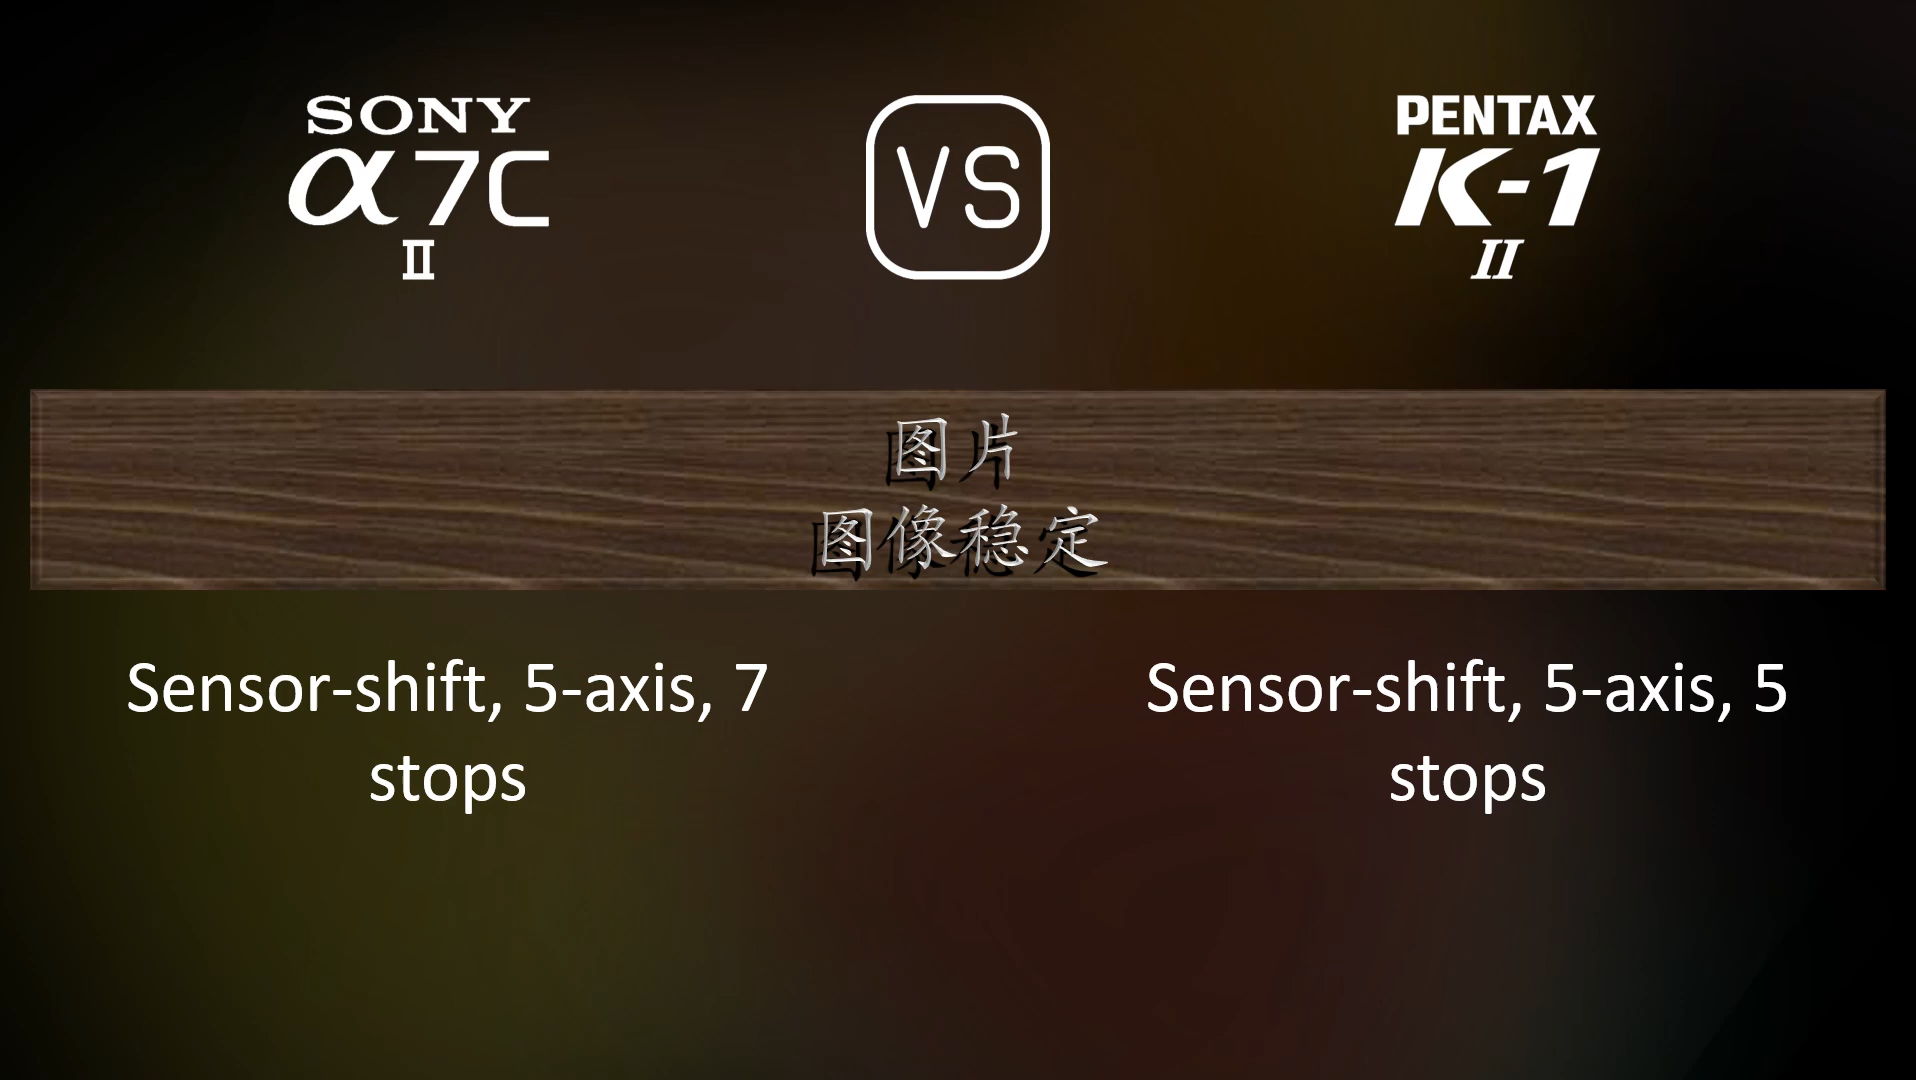 SONY
α7C
II
VS
PENTAX
K-1
II
图片
图像稳定
Sensor-shift, 5-axis, 7
stops
Sensor-shift, 5-axis, 5
stops